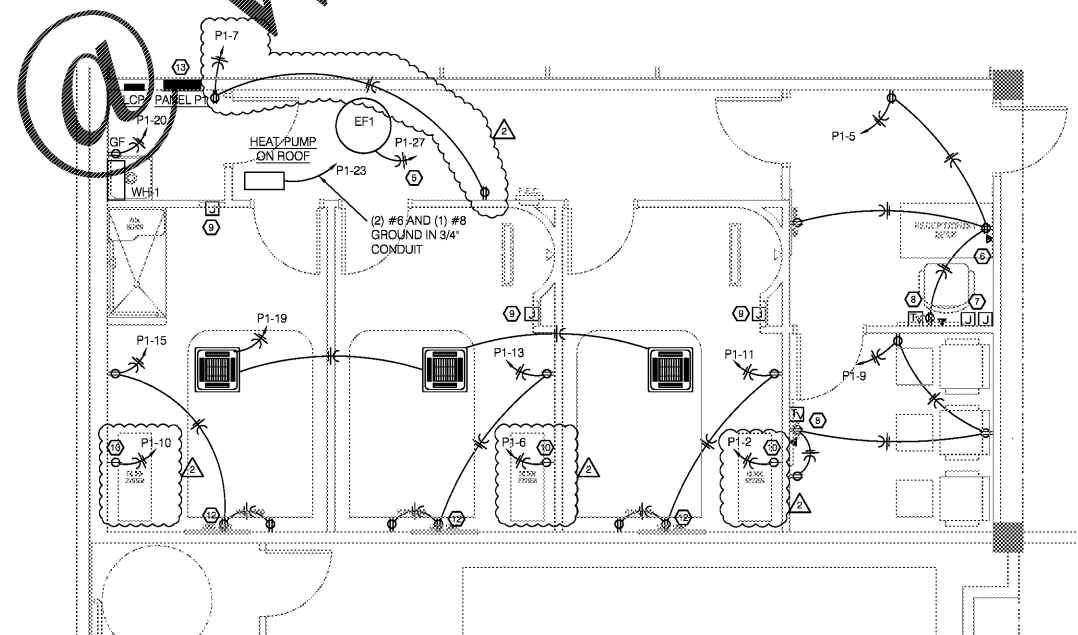 @
P1-7
13
LCP PANEL P1
P1-20
GF
EF1
2
HEAT PUMP
ON ROOF
P1-27
5
P1-23
P1-5
WH-1
(2) #6 AND (1) #8
GROUND IN 3/4"
CONDUIT
J
9
RECEPTIONIST
DESK
6
8
7
TV
J J
9 J
9 J
P1-19
P1-15
P1-13
P1-11
P1-9
TV
8
10
P1-10
2
P1-6
10
2
P1-2
10
2
12
12
12